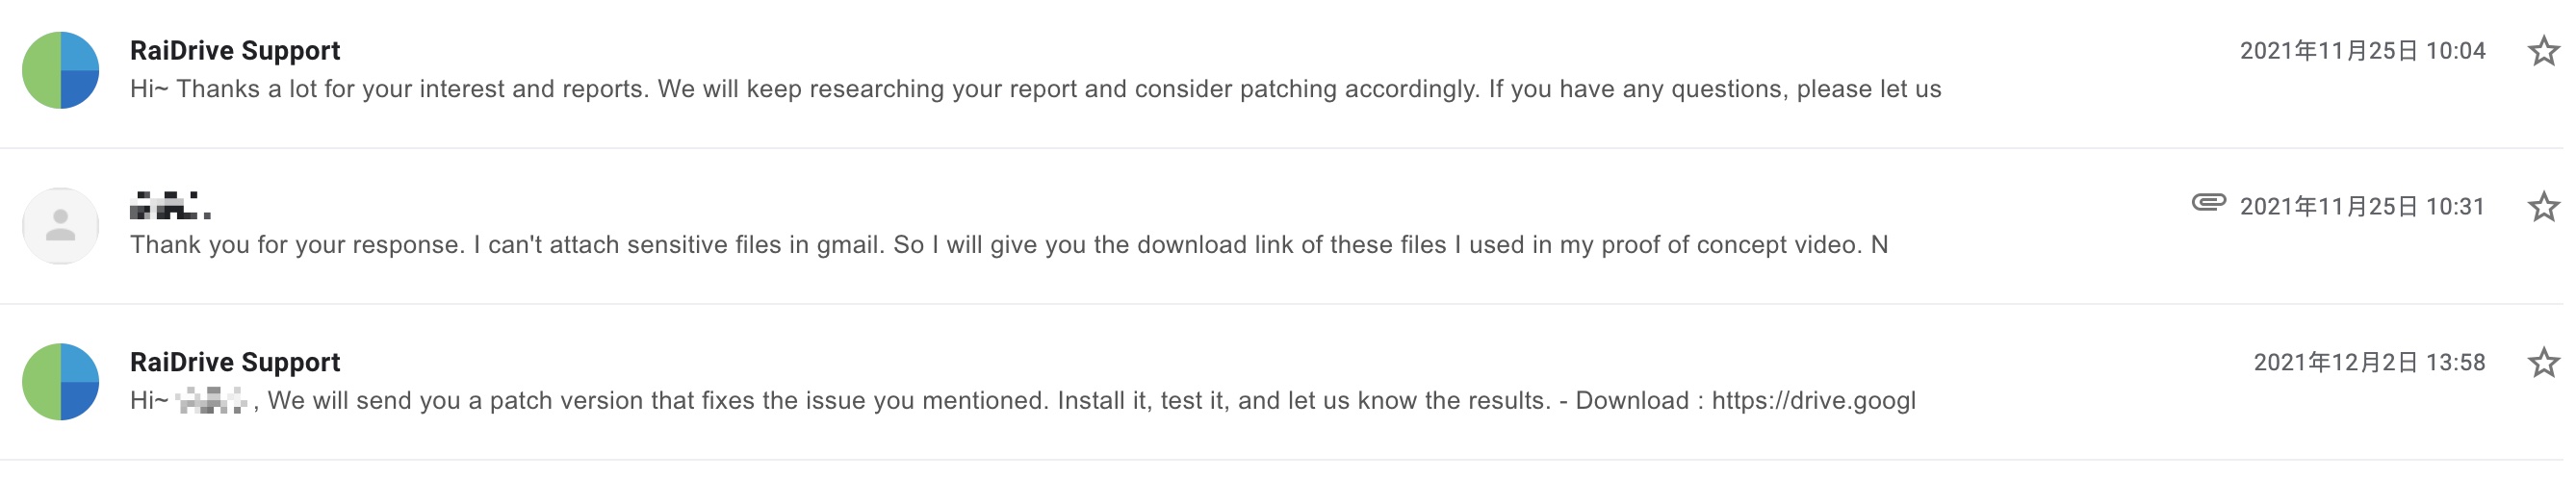 RaiDrive Support 2021年11月25日 10:04
Hi~ Thanks a lot for your interest and reports. We will keep researching your report and consider patching accordingly. If you have any questions, please let us
2021年11月25日 10:31
Thank you for your response. I can't attach sensitive files in gmail. So I will give you the download link of these files I used in my proof of concept video. N
RaiDrive Support 2021年12月2日 13:58
Hi~ , We will send you a patch version that fixes the issue you mentioned. Install it, test it, and let us know the results. - Download : https://drive.googl